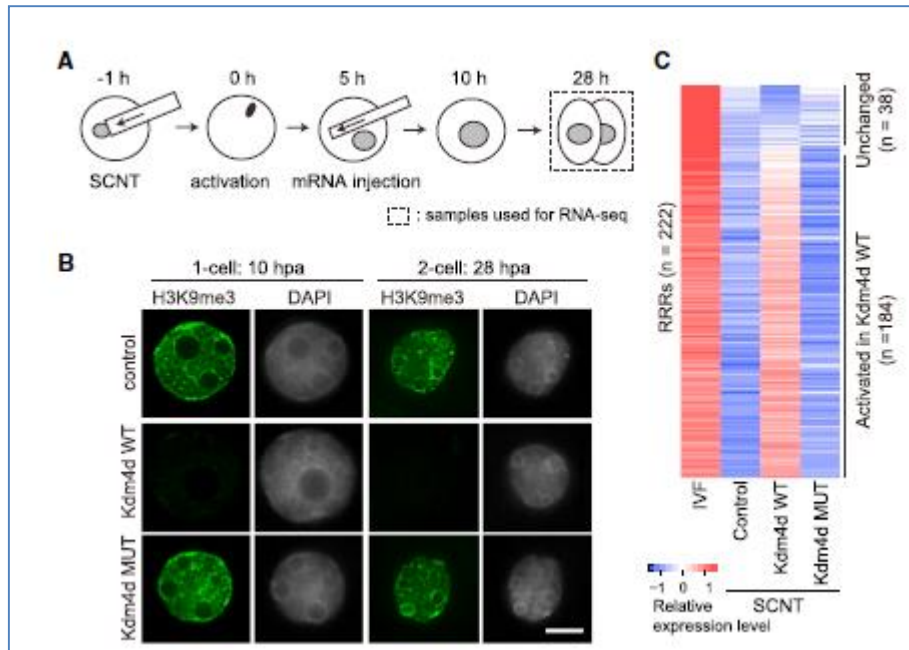 A
-1 h 0 h 5 h 10 h 28 h
SCNT activation mRNA injection
: samples used for RNA-seq
B
1-cell: 10 hpa 2-cell: 28 hpa
H3K9me3 DAPI H3K9me3 DAPI
control
Kdm4d WT
Kdm4d MUT
C
RRRs (n = 222)
Unchanged
(n = 38)
Activated in Kdm4d WT
(n =184)
IVF
Control
Kdm4d WT
Kdm4d MUT
-1 0 1
Relative
expression level
SCNT